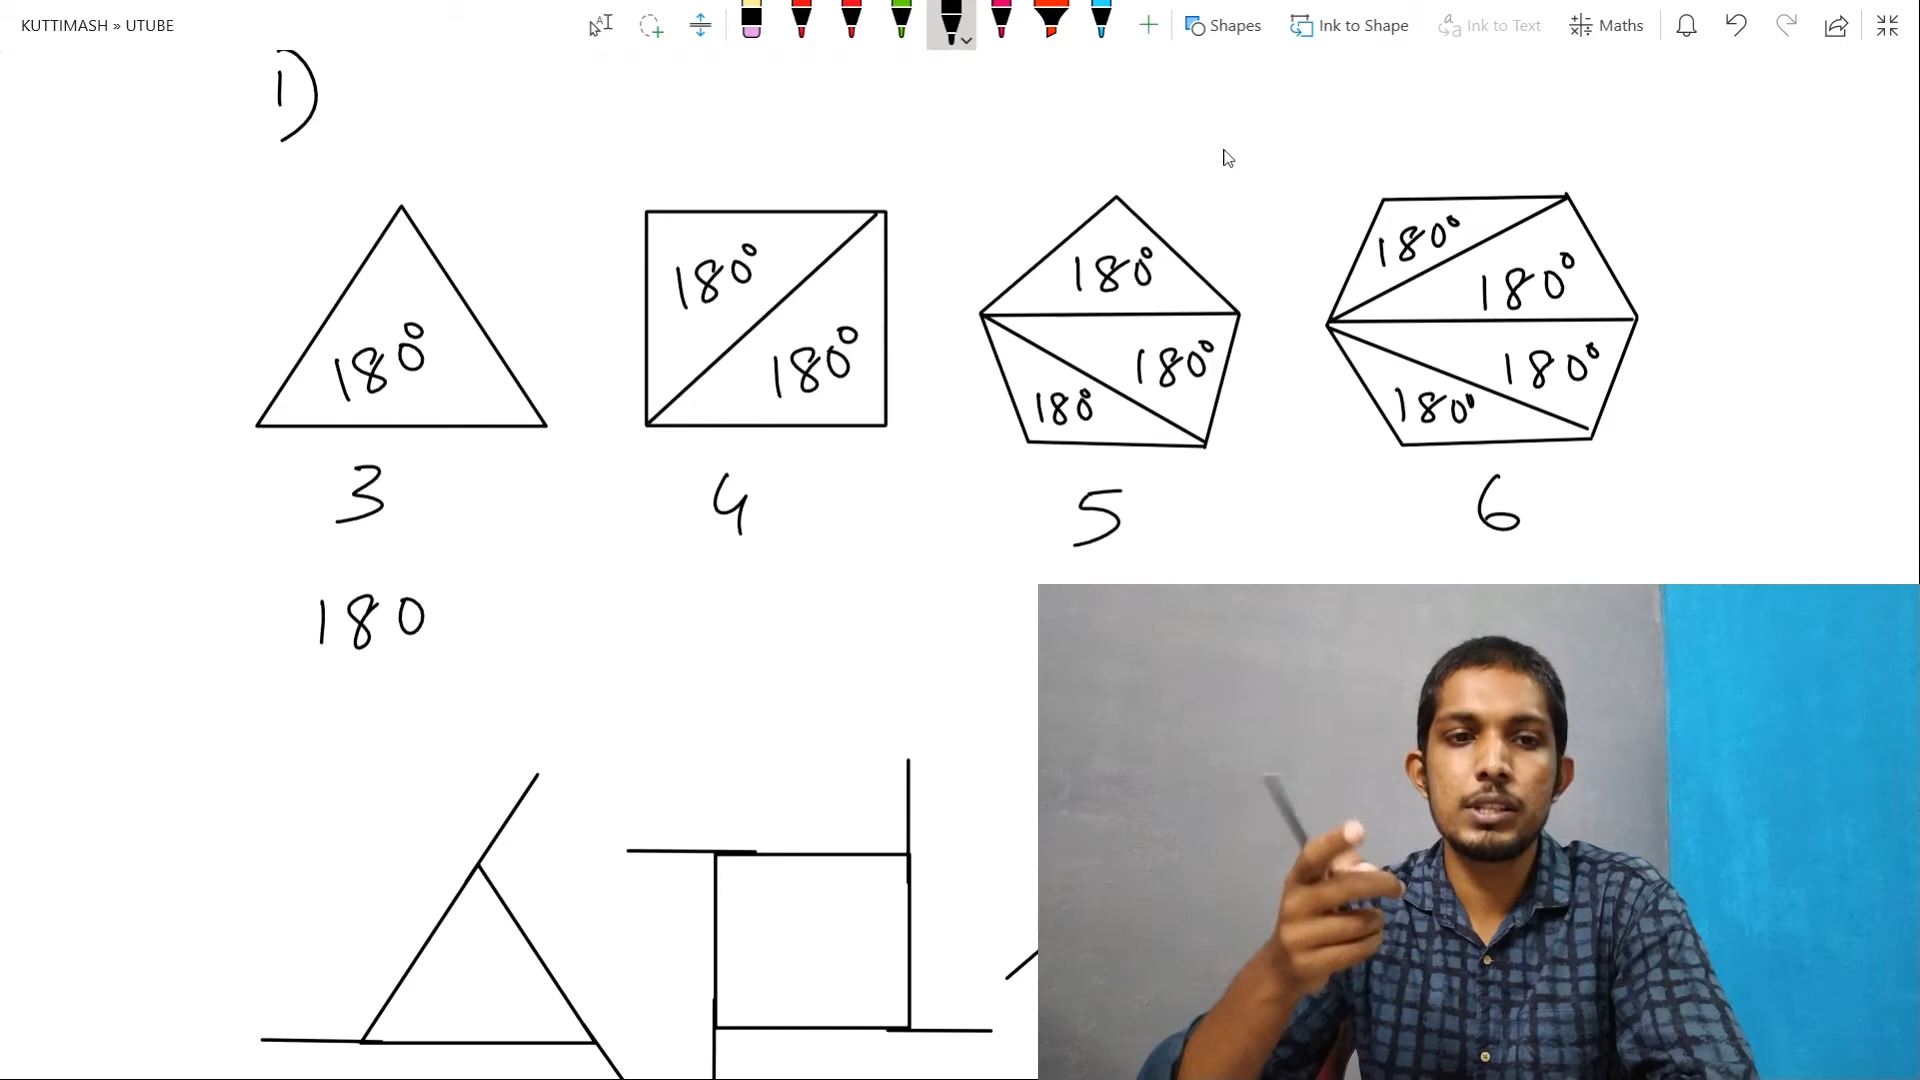 KUTTIMASH » UTUBE
Shapes Ink to Shape Ink to Text Maths
1)
180°
180° 180°
180° 180° 180°
180° 180° 180° 180°
3 4 5 6
180